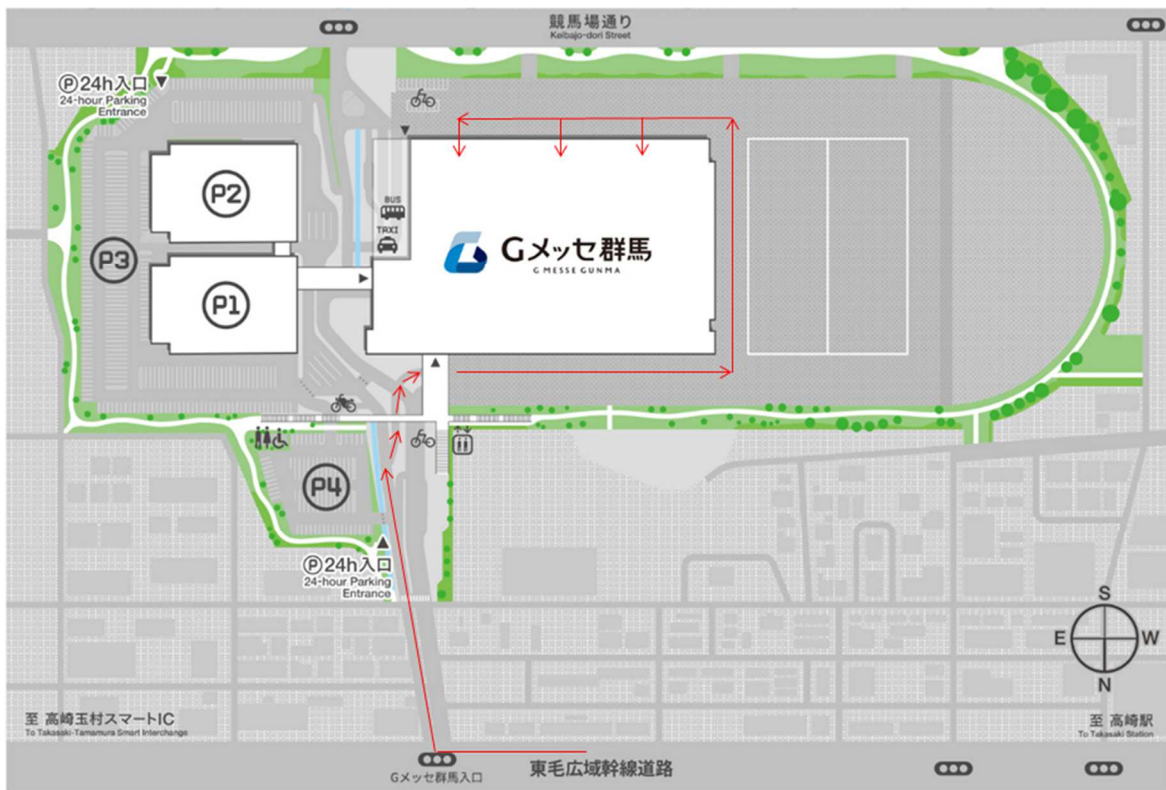 競馬場通り
Keibajo-dori Street
Ⓟ24h入口
24-hour Parking
Entrance
P2
BUS
TAXI
Gメッセ群馬
G MESSE GUNMA
P3
P1
P4
Ⓟ24h入口
24-hour Parking
Entrance
S
E W
N
至 高崎玉村スマートIC
To Takasaki-Tamamura Smart Interchange
至 高崎駅
To Takasaki Station
Gメッセ群馬入口
東毛広域幹線道路